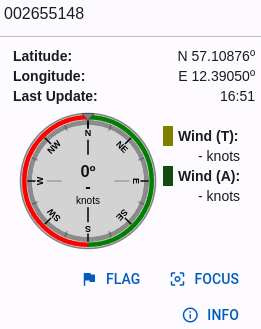 002655148
Latitude: N 57.10876º
Longitude: E 12.39050º
Last Update: 16:51
N
NW NE
Wind (T):
- knots
0º
W E
Wind (A):
-
- knots
knots
SW SE
S
FLAG FOCUS
INFO